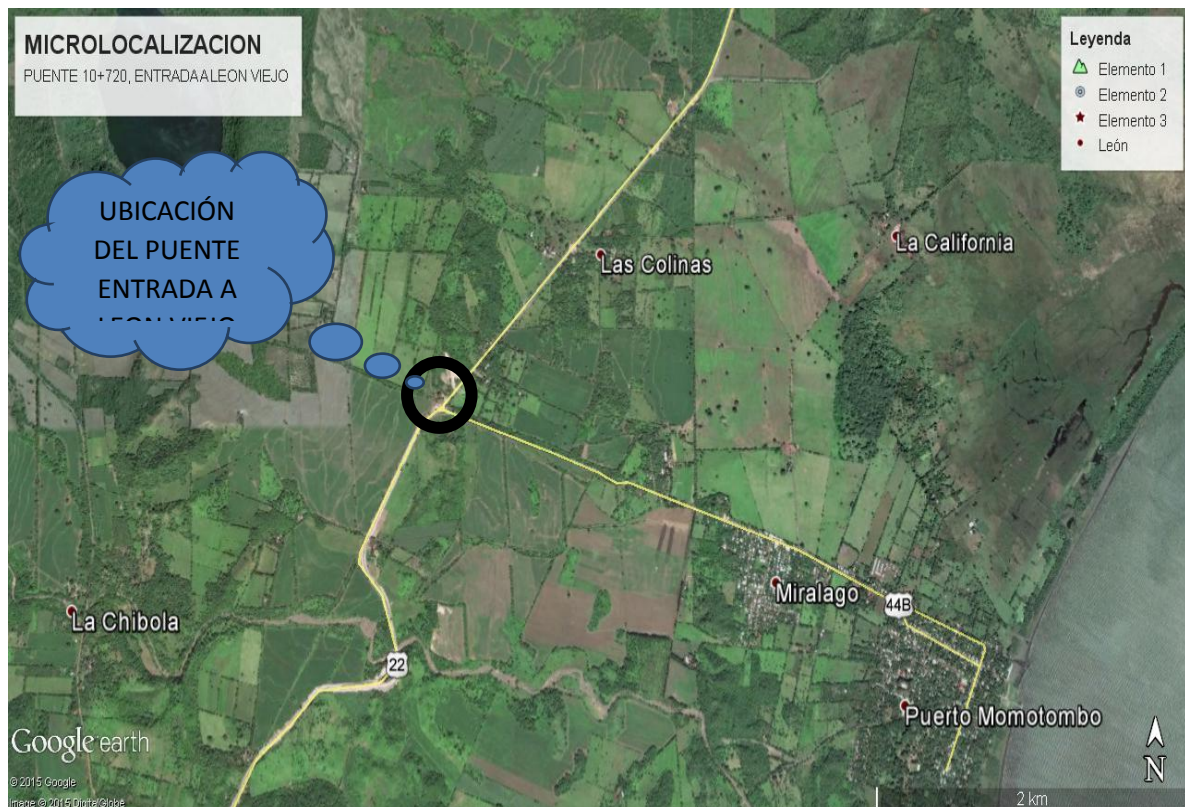 MICROLOCALIZACION
PUENTE 10+720, ENTRADA A LEON VIEJO
Leyenda
Elemento 1
Elemento 2
Elemento 3
León
UBICACIÓN
DEL PUENTE
ENTRADA A
LEON VIEJO
La California
Las Colinas
Miralago
44B
La Chibola
22
Puerto Momotombo
Google earth
© 2015 Google
Image © 2015 DigitalGlobe
N
2 km